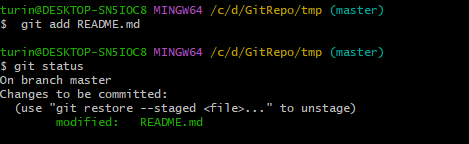 turin@DESKTOP-SN5IOC8 MINGW64 /c/d/GitRepo/tmp (master)
$  git add README.md

turin@DESKTOP-SN5IOC8 MINGW64 /c/d/GitRepo/tmp (master)
$ git status
On branch master
Changes to be committed:
  (use "git restore --staged <file>..." to unstage)
        modified:   README.md